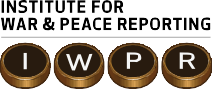 INSTITUTE FOR
WAR & PEACE REPORTING
I W P R